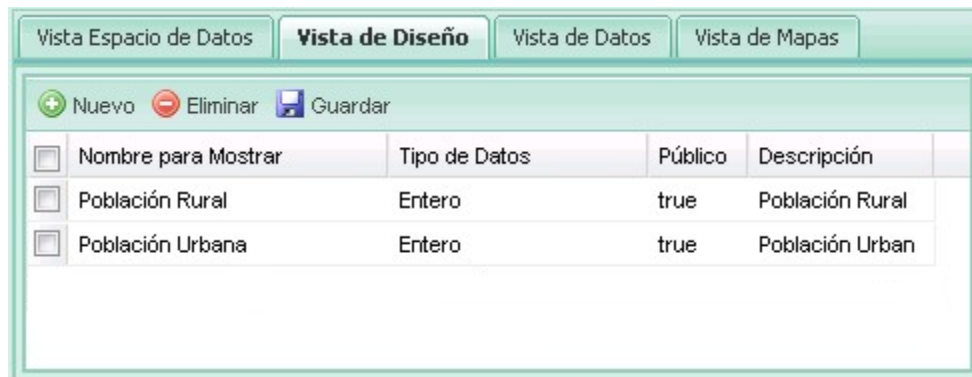 Vista Espacio de Datos Vista de Diseño Vista de Datos Vista de Mapas
Nuevo Eliminar Guardar
Nombre para Mostrar Tipo de Datos Público Descripción
Población Rural Entero true Población Rural
Población Urbana Entero true Población Urban